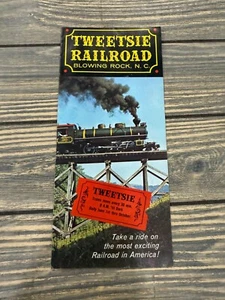 TWEETSIE
RAILROAD
BLOWING ROCK, N. C.
TWEETSIE
Take a ride on
the most exciting
Railroad in America!